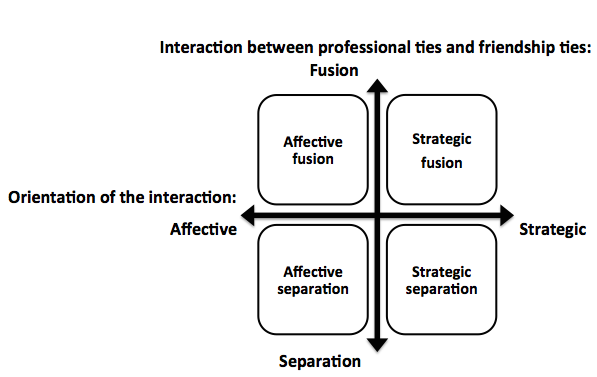 Interaction between professional ties and friendship ties:
Fusion
Affective
fusion
Strategic
fusion
Orientation of the interaction:
Affective
Strategic
Affective
separation
Strategic
separation
Separation